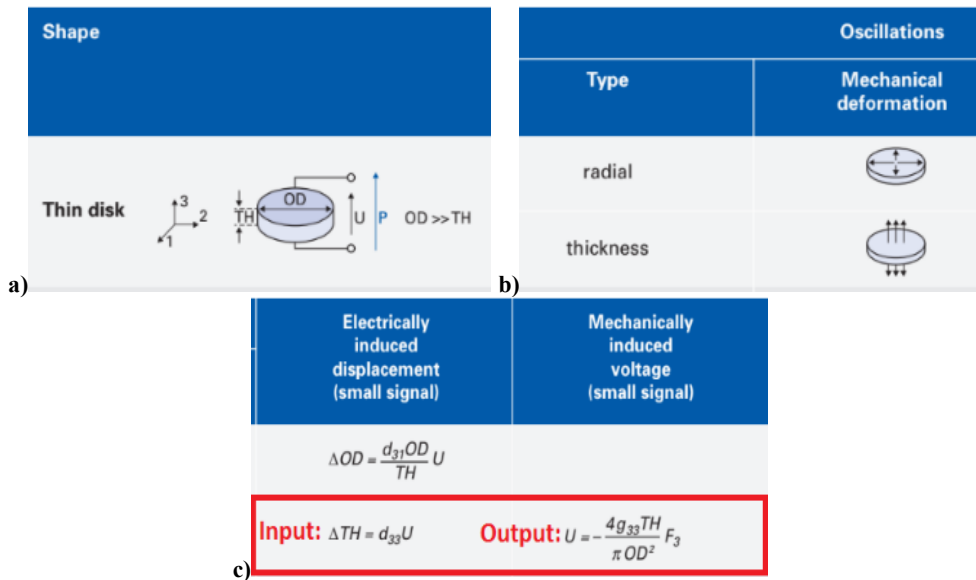 Shape
Thin disk
3
2
1
TH
OD
U
P
OD >> TH
a)
Oscillations
Type
Mechanical
deformation
radial
thickness
b)
Electrically
induced
displacement
(small signal)
Mechanically
induced
voltage
(small signal)
ΔOD = d₃₁OD/TH U
Input: ΔTH = d₃₃U
Output: U = - 4g₃₃TH/πOD² F₃
c)